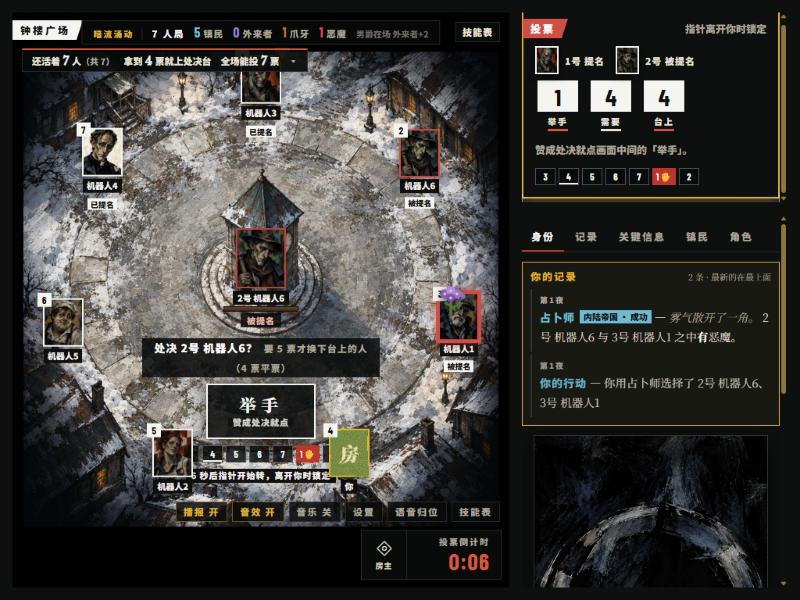 钟楼广场
暗流涌动 7 人局 5 镇民 0 外来者 1 爪牙 1 恶魔 男爵在场 外来者+2
技能表
还活着 7 人 (共 7) 拿到 4 票就上处决台 全场能投 7 票
机器人3
已提名
7
机器人4
已提名
2
机器人6
被提名
2号 机器人6
被提名
6
机器人5
机器人1
被提名
处决 2号 机器人6? 要 5 票才换下台上的人
(4 票平票)
举手
赞成处决就点
5
机器人2
4 5 6 7 1
4
房
你
秒后指针开始转,离开你时锁定
播报 开 音效 开 音乐 关 设置 语音归位 技能表
房主
投票倒计时
0:06
投票
指针离开你时锁定
1号 提名 2号 被提名
1 4 4
举手 需要 台上
赞成处决就点画面中间的「举手」。
3 4 5 6 7 1 2
身份 记录 关键信息 镇民 角色
你的记录
2 条 · 最新的在最上面
第1夜
占卜师 内陆帝国 · 成功 — 雾气散开了一角。2
号 机器人6 与 3号 机器人1 之中有恶魔。
第1夜
你的行动 — 你用占卜师选择了 2号 机器人6、
3号 机器人1